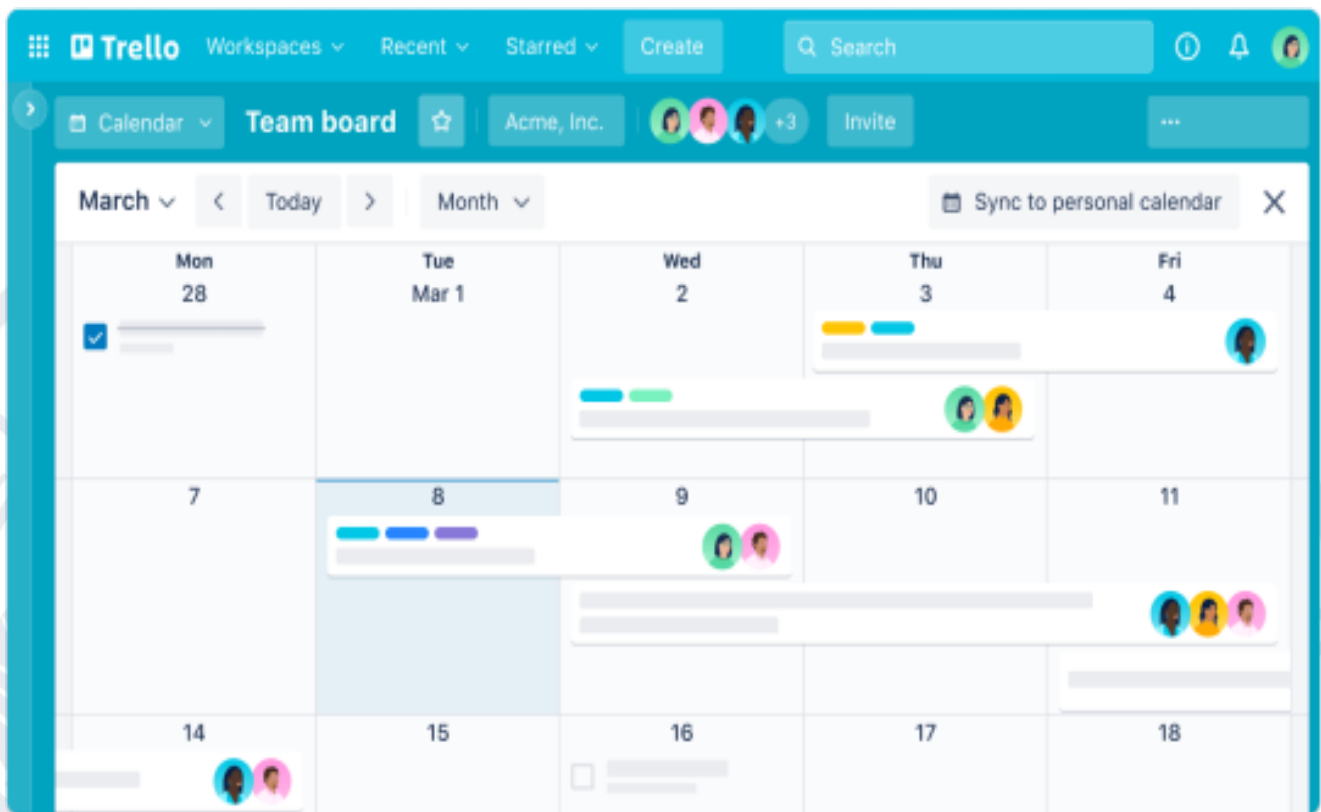 Trello Workspaces Recent Starred Create Search
Calendar Team board Acme, Inc. +3 Invite ...
March Today Month Sync to personal calendar
Mon Tue Wed Thu Fri
28 Mar 1 2 3 4
7 8 9 10 11
14 15 16 17 18